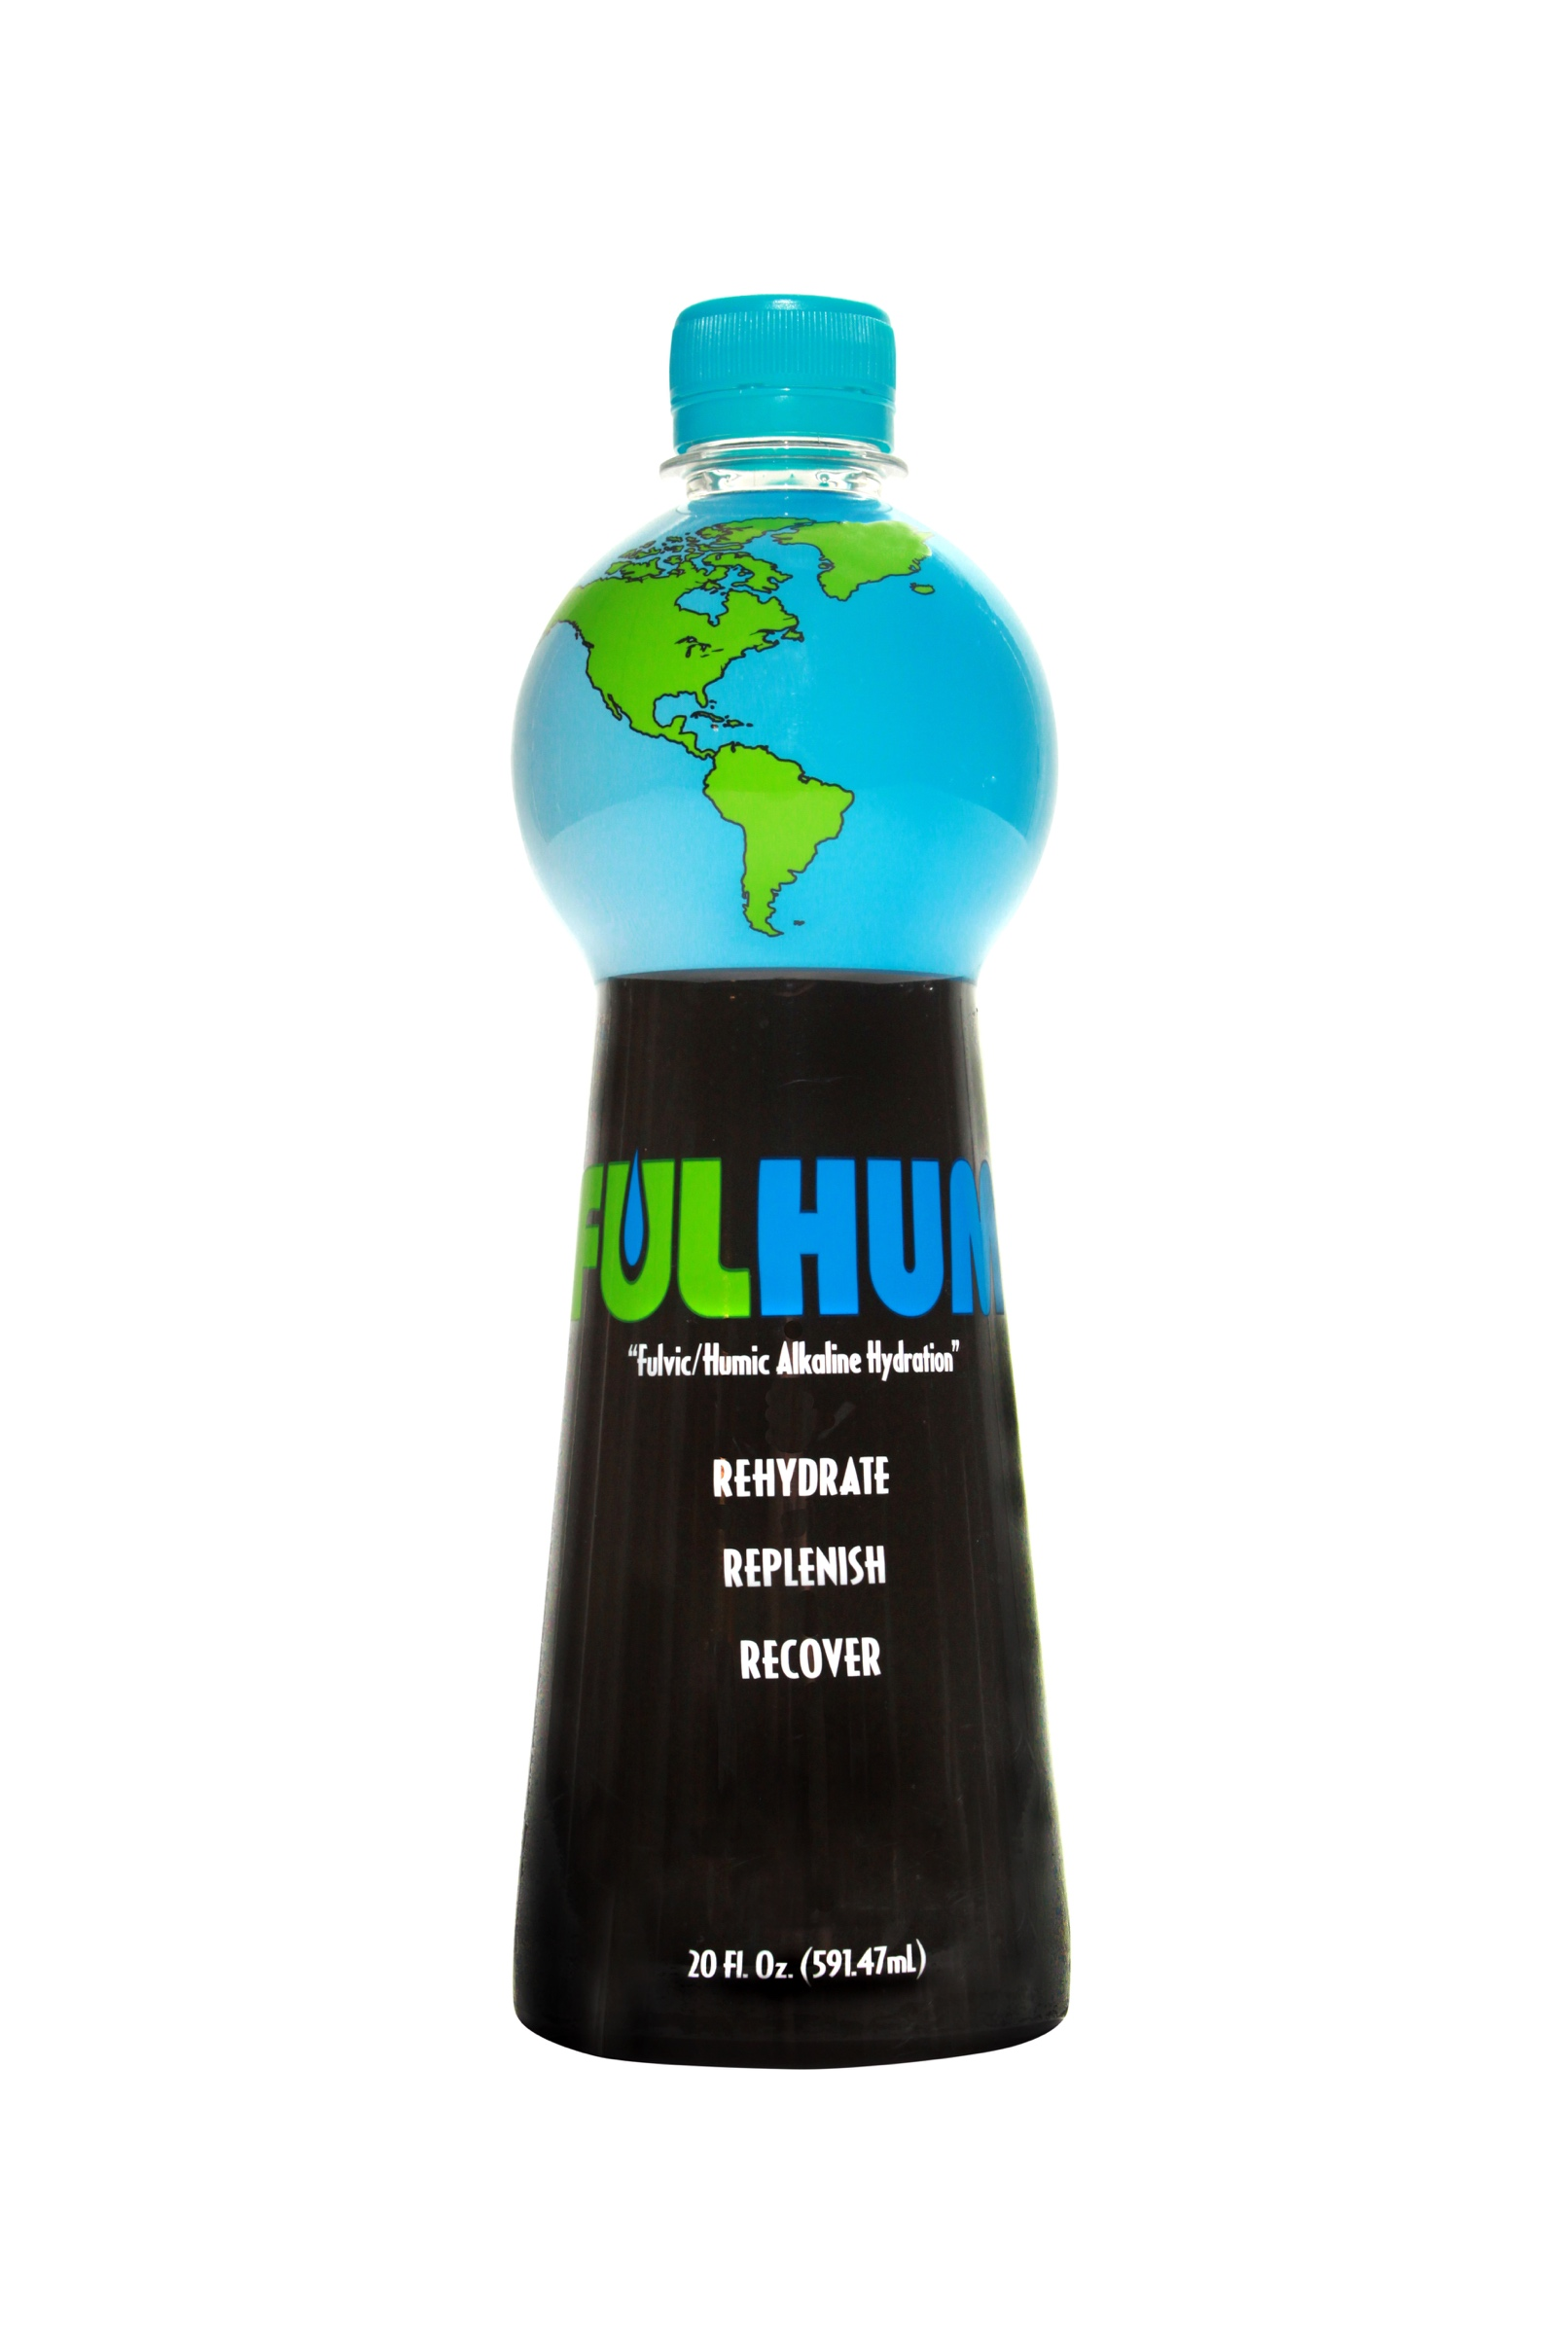 FULHUM
"Fulvic/Humic Alkaline Hydration"
REHYDRATE
REPLENISH
RECOVER
20 Fl. Oz. (591.47mL)